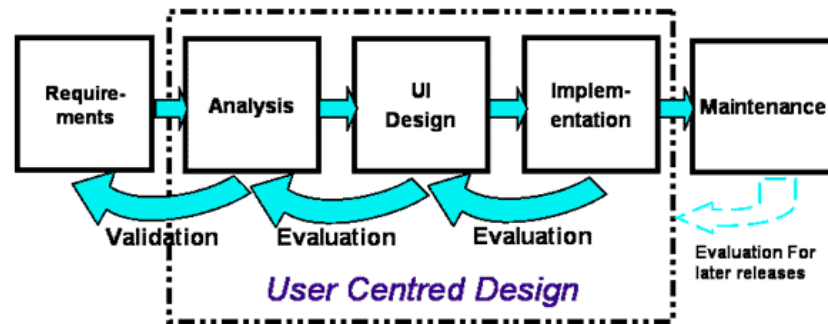 Require-
ments
Analysis
UI
Design
Implem-
entation
Maintenance
Validation
Evaluation
Evaluation
Evaluation For
later releases
User Centred Design